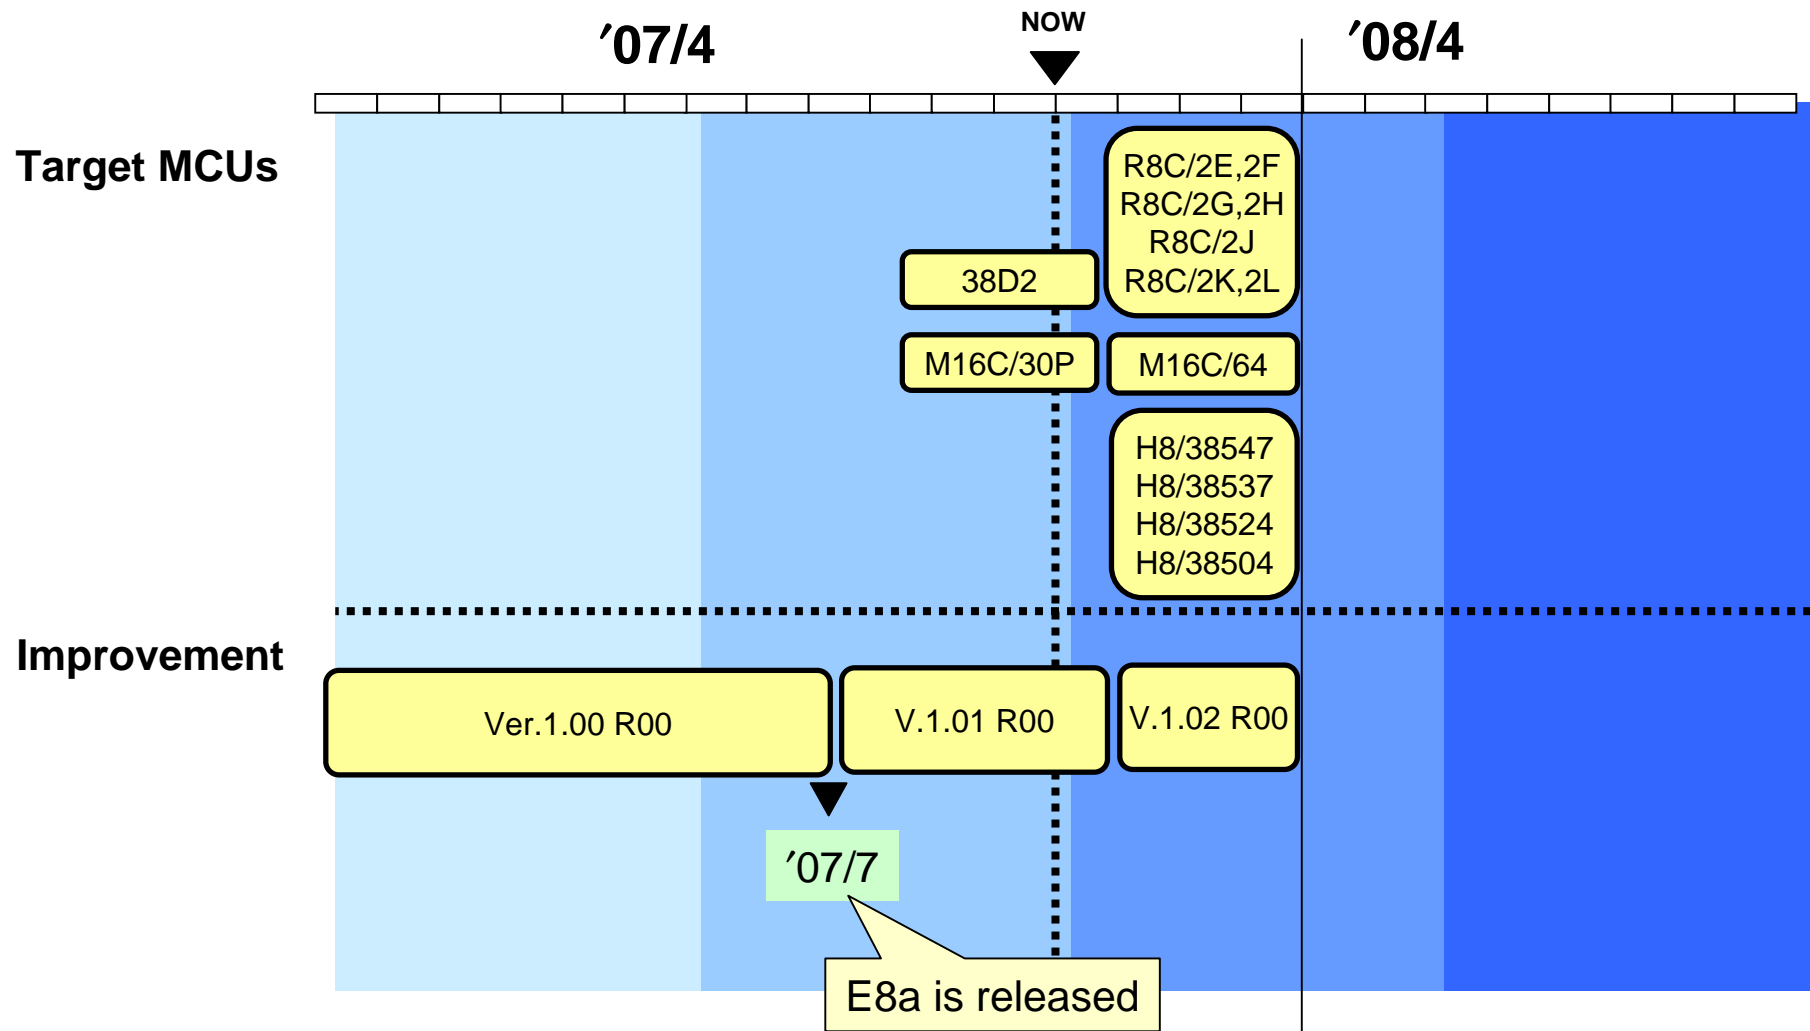 ′07/4
NOW
′08/4
Target MCUs
R8C/2E,2F
R8C/2G,2H
R8C/2J
R8C/2K,2L
38D2
M16C/30P
M16C/64
H8/38547
H8/38537
H8/38524
H8/38504
Improvement
Ver.1.00 R00
V.1.01 R00
V.1.02 R00
′07/7
E8a is released